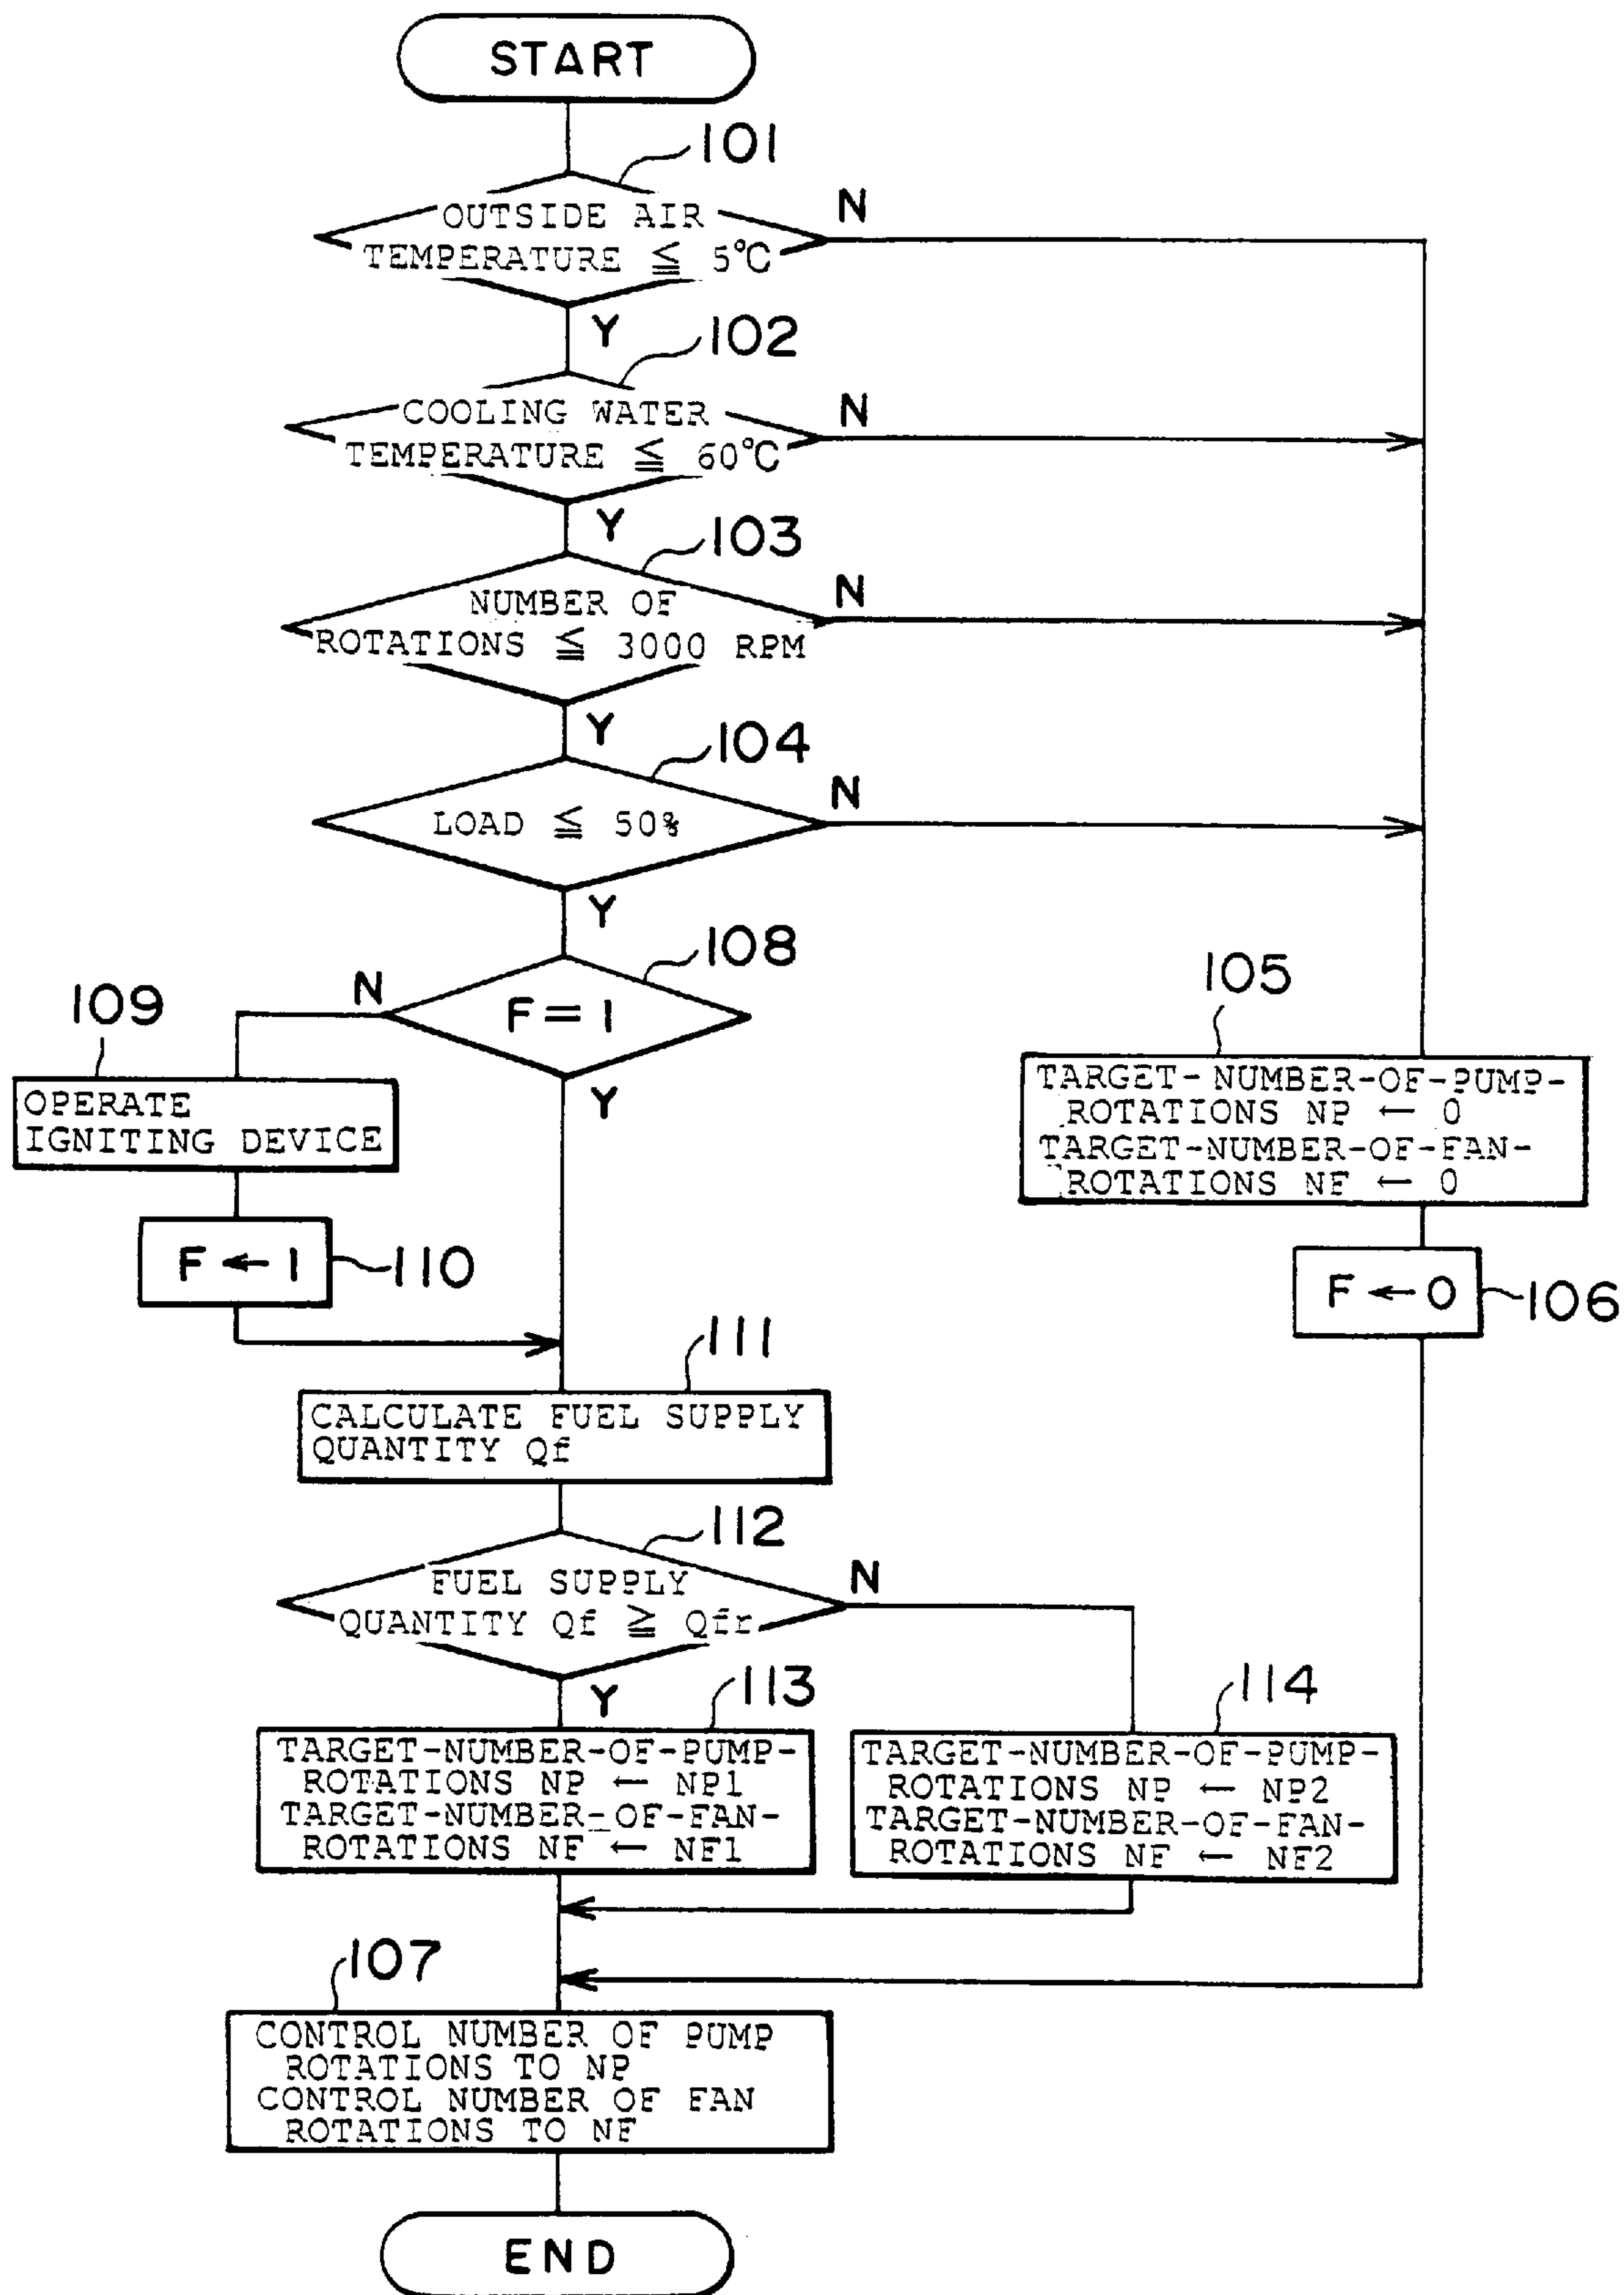 START
101
OUTSIDE AIR
TEMPERATURE ≦ 5°C
N
Y
102
COOLING WATER
TEMPERATURE ≦ 60°C
N
Y
103
NUMBER OF
ROTATIONS ≦ 3000 RPM
N
Y
104
LOAD ≦ 50%
N
Y
108
F=1
N
Y
109
OPERATE
IGNITING DEVICE
F ← 1
110
105
TARGET-NUMBER-OF-PUMP-
ROTATIONS NP ← 0
TARGET-NUMBER-OF-FAN-
ROTATIONS NF ← 0
F ← 0
106
111
CALCULATE FUEL SUPPLY
QUANTITY Qf
112
FUEL SUPPLY
QUANTITY Qf ≧ Qfr
N
Y
113
TARGET-NUMBER-OF-PUMP-
ROTATIONS NP ← NP1
TARGET-NUMBER-OF-FAN-
ROTATIONS NF ← NF1
114
TARGET-NUMBER-OF-PUMP-
ROTATIONS NP ← NP2
TARGET-NUMBER-OF-FAN-
ROTATIONS NF ← NF2
107
CONTROL NUMBER OF PUMP
ROTATIONS TO NP
CONTROL NUMBER OF FAN
ROTATIONS TO NF
END